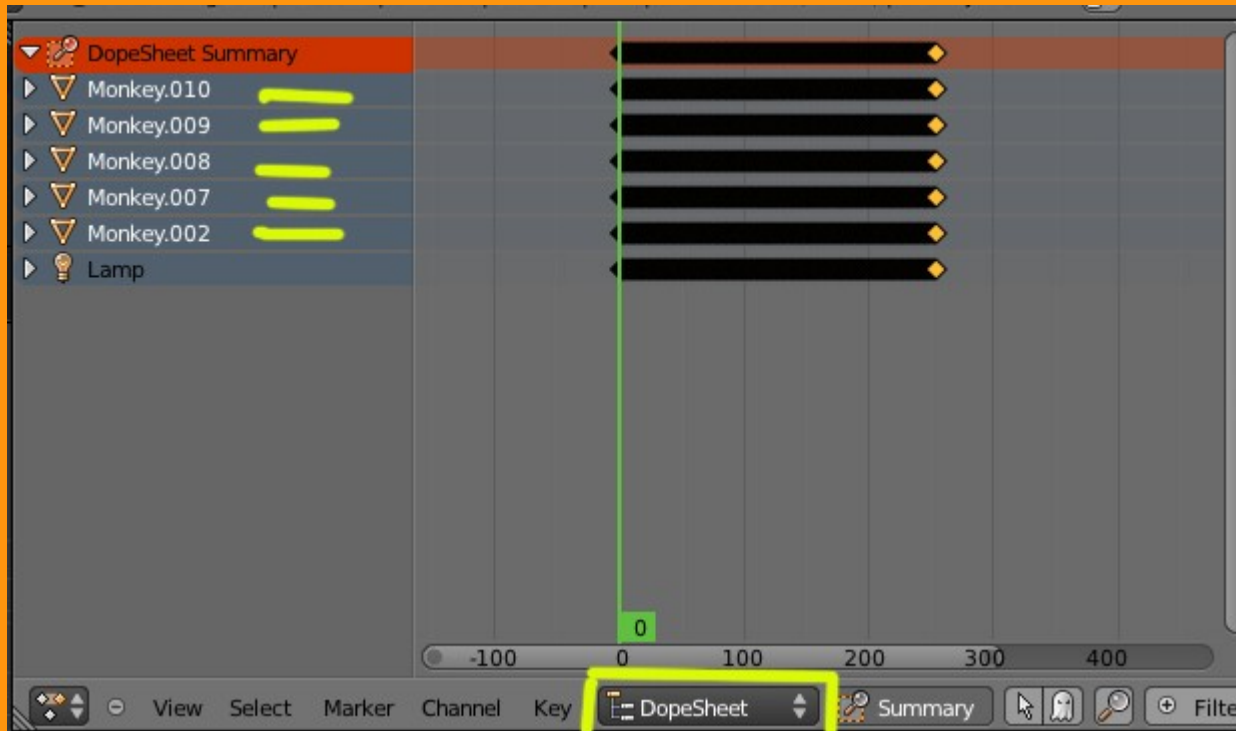 DopeSheet Summary
Monkey.010
Monkey.009
Monkey.008
Monkey.007
Monkey.002
Lamp
0
-100 0 100 200 300 400
View Select Marker Channel Key DopeSheet Summary Filte